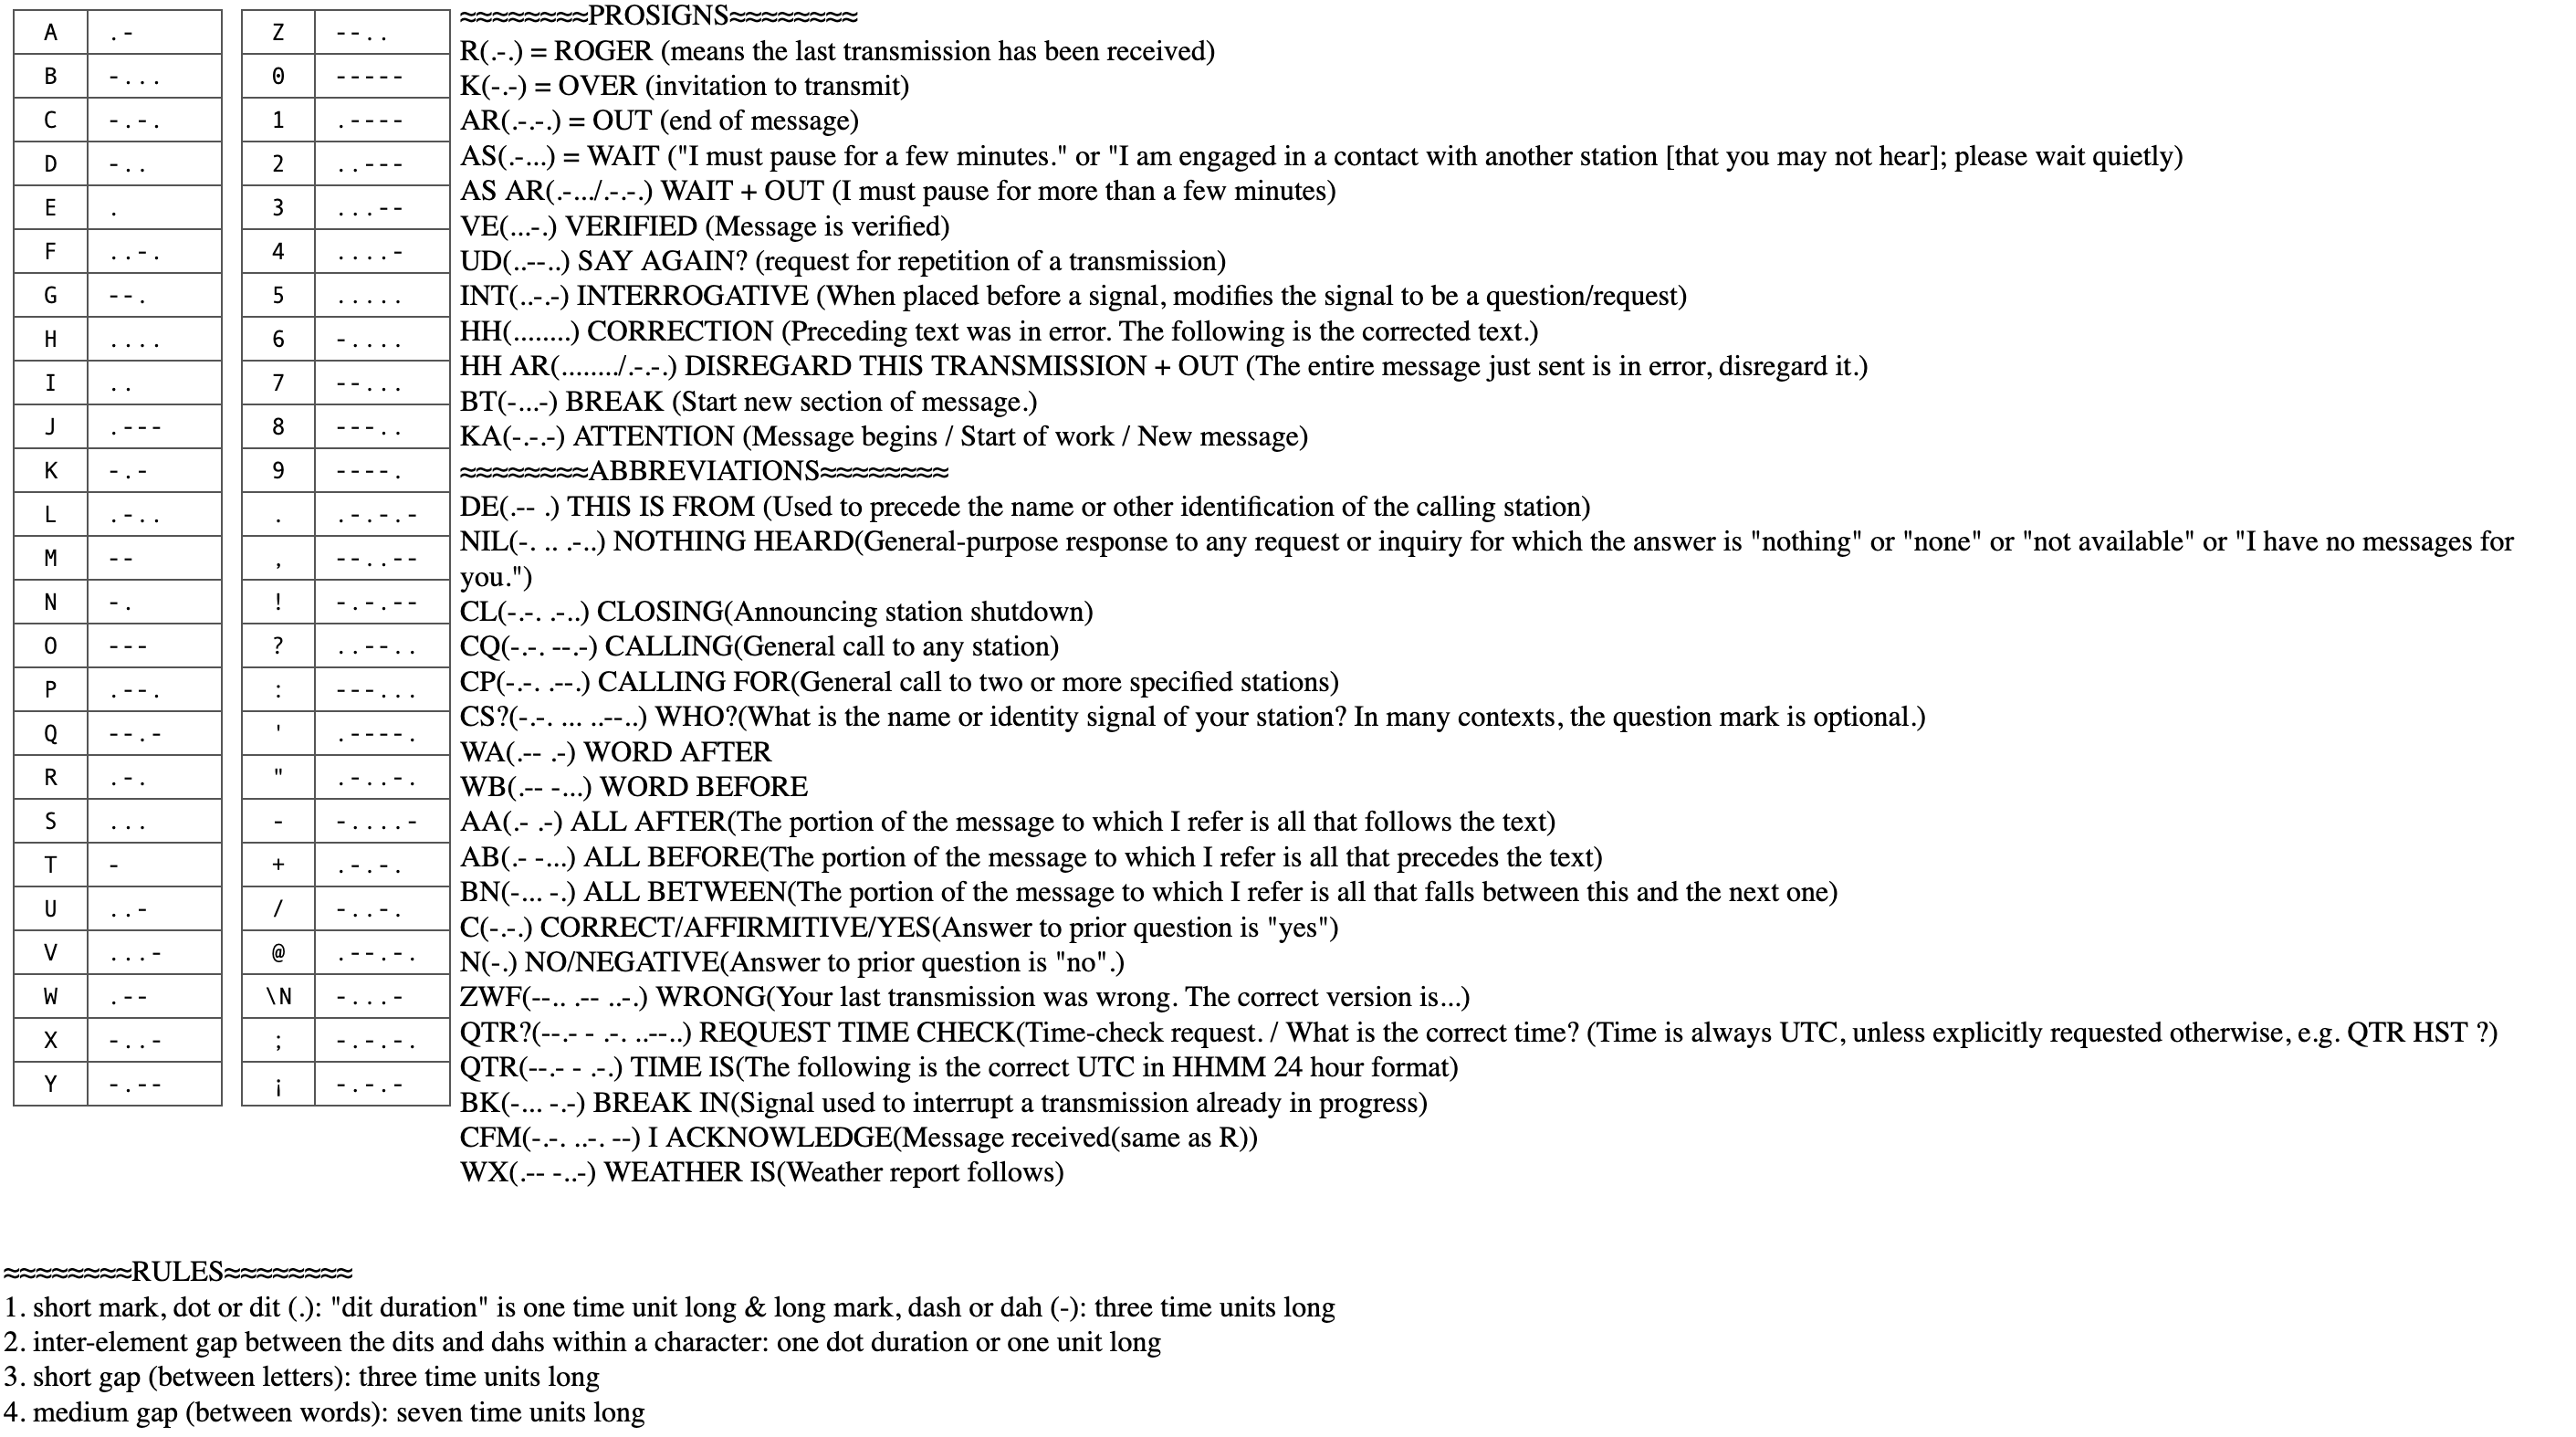 A .-
B -...
C -.-.
D -..
E .
F ..-.
G --.
H ....
I ..
J .---
K -.-
L .-..
M --
N -.
O ---
P .--.
Q --.-
R .-.
S ...
T -
U ..-
V ...-
W .--
X -..-
Y -.--
Z --..
0 -----
1 .----
2 ..---
3 ...--
4 ....-
5 .....
6 -....
7 --...
8 ---..
9 ----.
. .-.-.-
, --..--
! -.-.--
? ..--..
: ---...
' .----.
" .-..-.
- -....-
+ .-.-.
/ -..-.
@ .--.-.
\N -...-
; -.-.-.
¡ -.-.-
≈≈≈≈≈≈≈≈PROSIGNS≈≈≈≈≈≈≈≈
R(.-.) = ROGER (means the last transmission has been received)
K(-.-) = OVER (invitation to transmit)
AR(.-.-.) = OUT (end of message)
AS(.-...) = WAIT ("I must pause for a few minutes." or "I am engaged in a contact with another station [that you may not hear]; please wait quietly)
AS AR(.-.../.-.-.) WAIT + OUT (I must pause for more than a few minutes)
VE(...-.) VERIFIED (Message is verified)
UD(..--..) SAY AGAIN? (request for repetition of a transmission)
INT(..-.-) INTERROGATIVE (When placed before a signal, modifies the signal to be a question/request)
HH(........) CORRECTION (Preceding text was in error. The following is the corrected text.)
HH AR(......../.-.-.) DISREGARD THIS TRANSMISSION + OUT (The entire message just sent is in error, disregard it.)
BT(-...-) BREAK (Start new section of message.)
KA(-.-.-) ATTENTION (Message begins / Start of work / New message)
≈≈≈≈≈≈≈≈ABBREVIATIONS≈≈≈≈≈≈≈≈
DE(.-- .) THIS IS FROM (Used to precede the name or other identification of the calling station)
NIL(-. .. .-..) NOTHING HEARD(General-purpose response to any request or inquiry for which the answer is "nothing" or "none" or "not available" or "I have no messages for
you.")
CL(-.-. .-..) CLOSING(Announcing station shutdown)
CQ(-.-. --.-) CALLING(General call to any station)
CP(-.-. .--.) CALLING FOR(General call to two or more specified stations)
CS?(-.-. ... ..--..) WHO?(What is the name or identity signal of your station? In many contexts, the question mark is optional.)
WA(.-- .-) WORD AFTER
WB(.-- -...) WORD BEFORE
AA(.- .-) ALL AFTER(The portion of the message to which I refer is all that follows the text)
AB(.- -...) ALL BEFORE(The portion of the message to which I refer is all that precedes the text)
BN(-... -.) ALL BETWEEN(The portion of the message to which I refer is all that falls between this and the next one)
C(-.-.) CORRECT/AFFIRMITIVE/YES(Answer to prior question is "yes")
N(-.) NO/NEGATIVE(Answer to prior question is "no".)
ZWF(--.. .-- ..-.) WRONG(Your last transmission was wrong. The correct version is...)
QTR?(--.- - .-. ..--..) REQUEST TIME CHECK(Time-check request. / What is the correct time? (Time is always UTC, unless explicitly requested otherwise, e.g. QTR HST ?)
QTR(--.- - .-.) TIME IS(The following is the correct UTC in HHMM 24 hour format)
BK(-... -.-) BREAK IN(Signal used to interrupt a transmission already in progress)
CFM(-.-. ..-. --) I ACKNOWLEDGE(Message received(same as R))
WX(.-- -..-) WEATHER IS(Weather report follows)
≈≈≈≈≈≈≈≈RULES≈≈≈≈≈≈≈≈
1. short mark, dot or dit (.): "dit duration" is one time unit long & long mark, dash or dah (-): three time units long
2. inter-element gap between the dits and dahs within a character: one dot duration or one unit long
3. short gap (between letters): three time units long
4. medium gap (between words): seven time units long